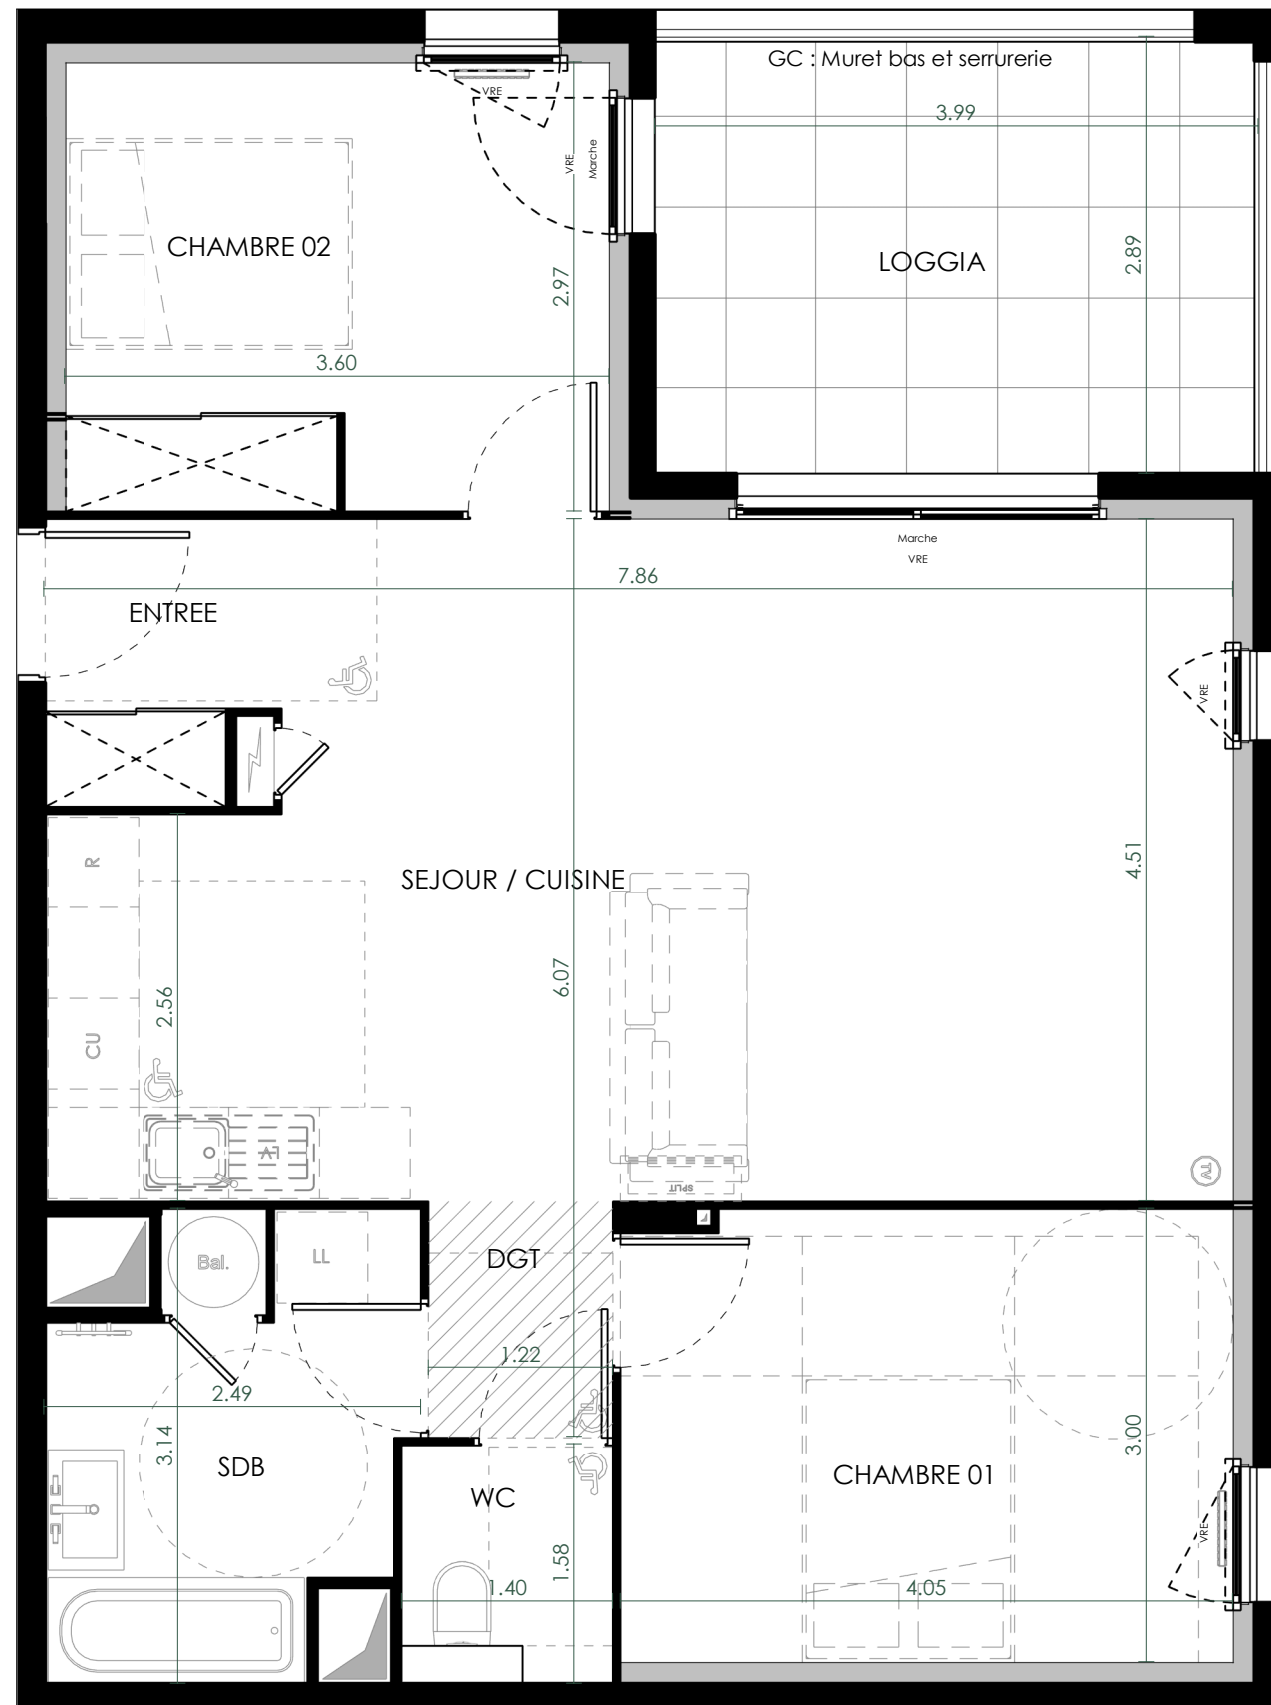 GC : Muret bas et serrurerie
VRE
3.99
VRE
Marche
CHAMBRE 02
LOGGIA
2.89
2.97
3.60
Marche
VRE
7.86
ENTREE
VRE
R
SEJOUR / CUISINE
4.51
6.07
2.56
CU
LV
TV
SPLIT
Bal.
LL
DGT
1.22
2.49
3.14
SDB
WC
CHAMBRE 01
3.00
VRE
1.58
1.40
4.05